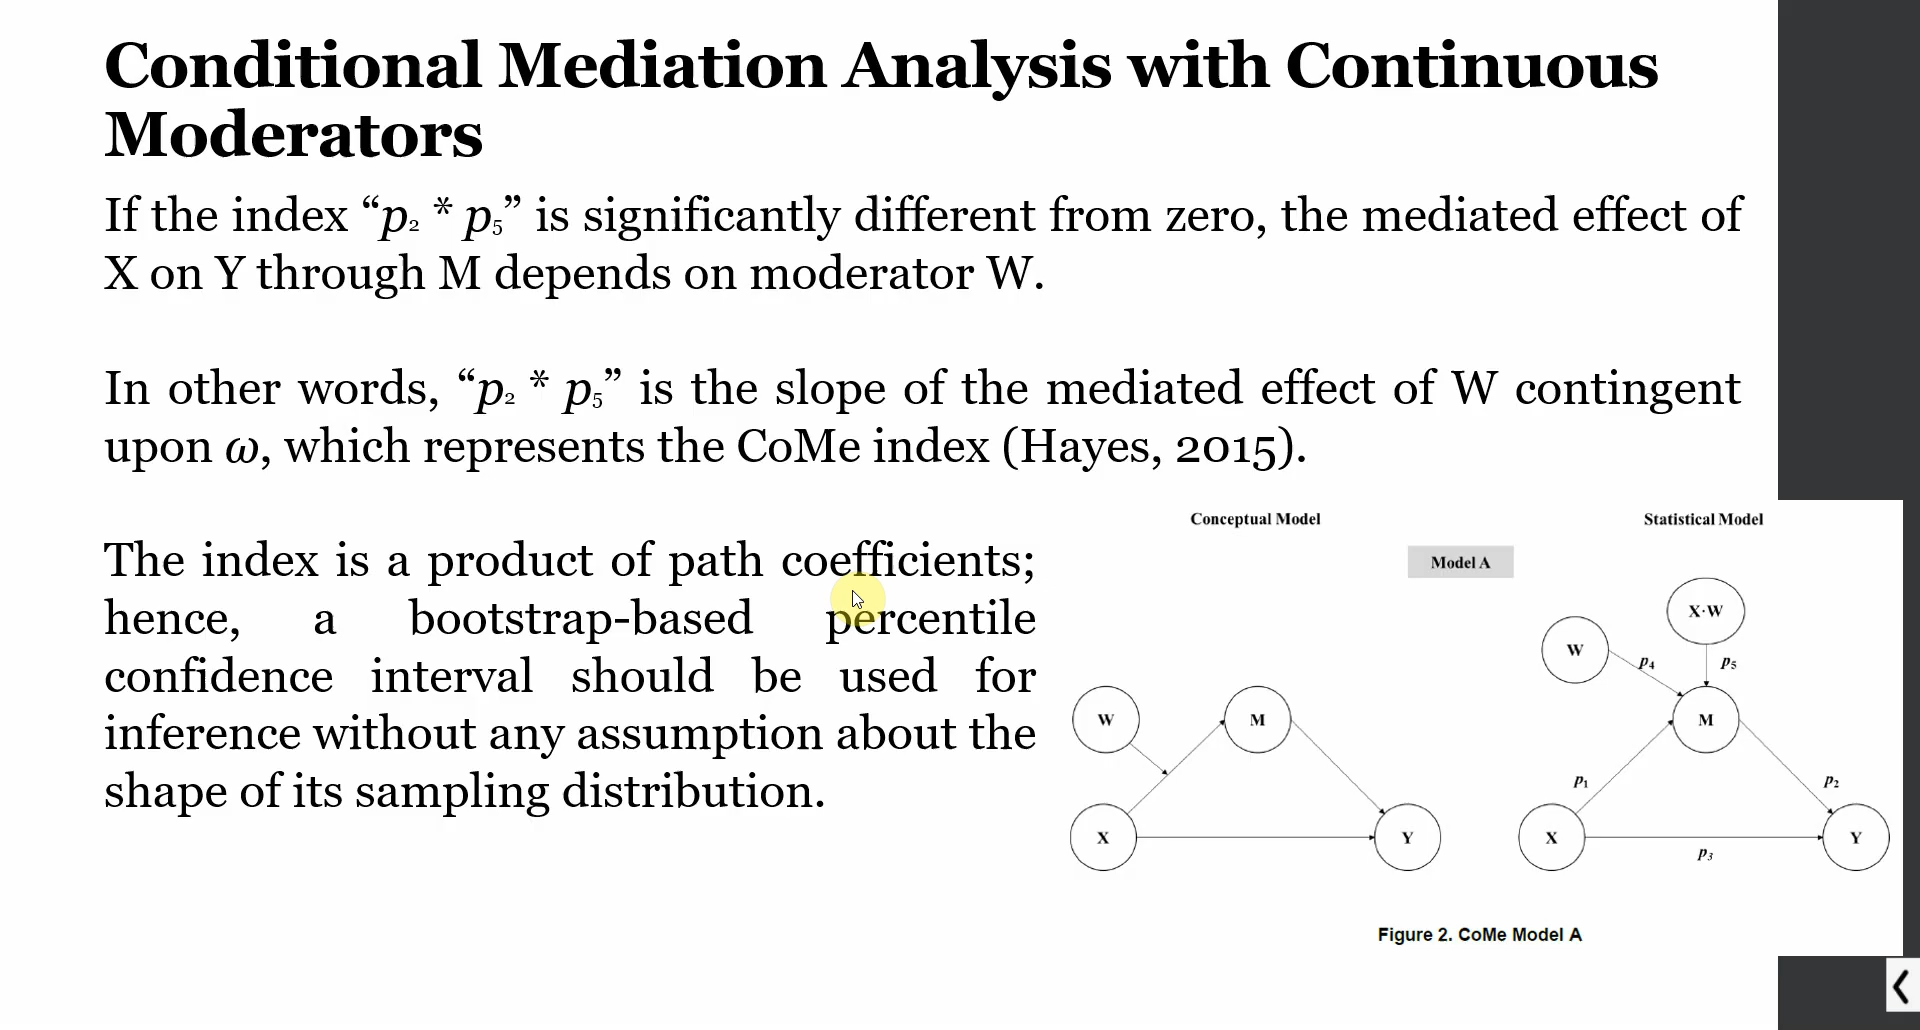 Conditional Mediation Analysis with Continuous
Moderators
If the index “p₂ * p₅” is significantly different from zero, the mediated effect of
X on Y through M depends on moderator W.
In other words, “p₂ * p₅” is the slope of the mediated effect of W contingent
upon ω, which represents the CoMe index (Hayes, 2015).
The index is a product of path coefficients;
hence, a bootstrap-based percentile
confidence interval should be used for
inference without any assumption about the
shape of its sampling distribution.
Conceptual Model
Statistical Model
Model A
W
M
X
Y
X·W
W
p₄
p₅
M
p₁
p₂
X
Y
p₃
Figure 2. CoMe Model A